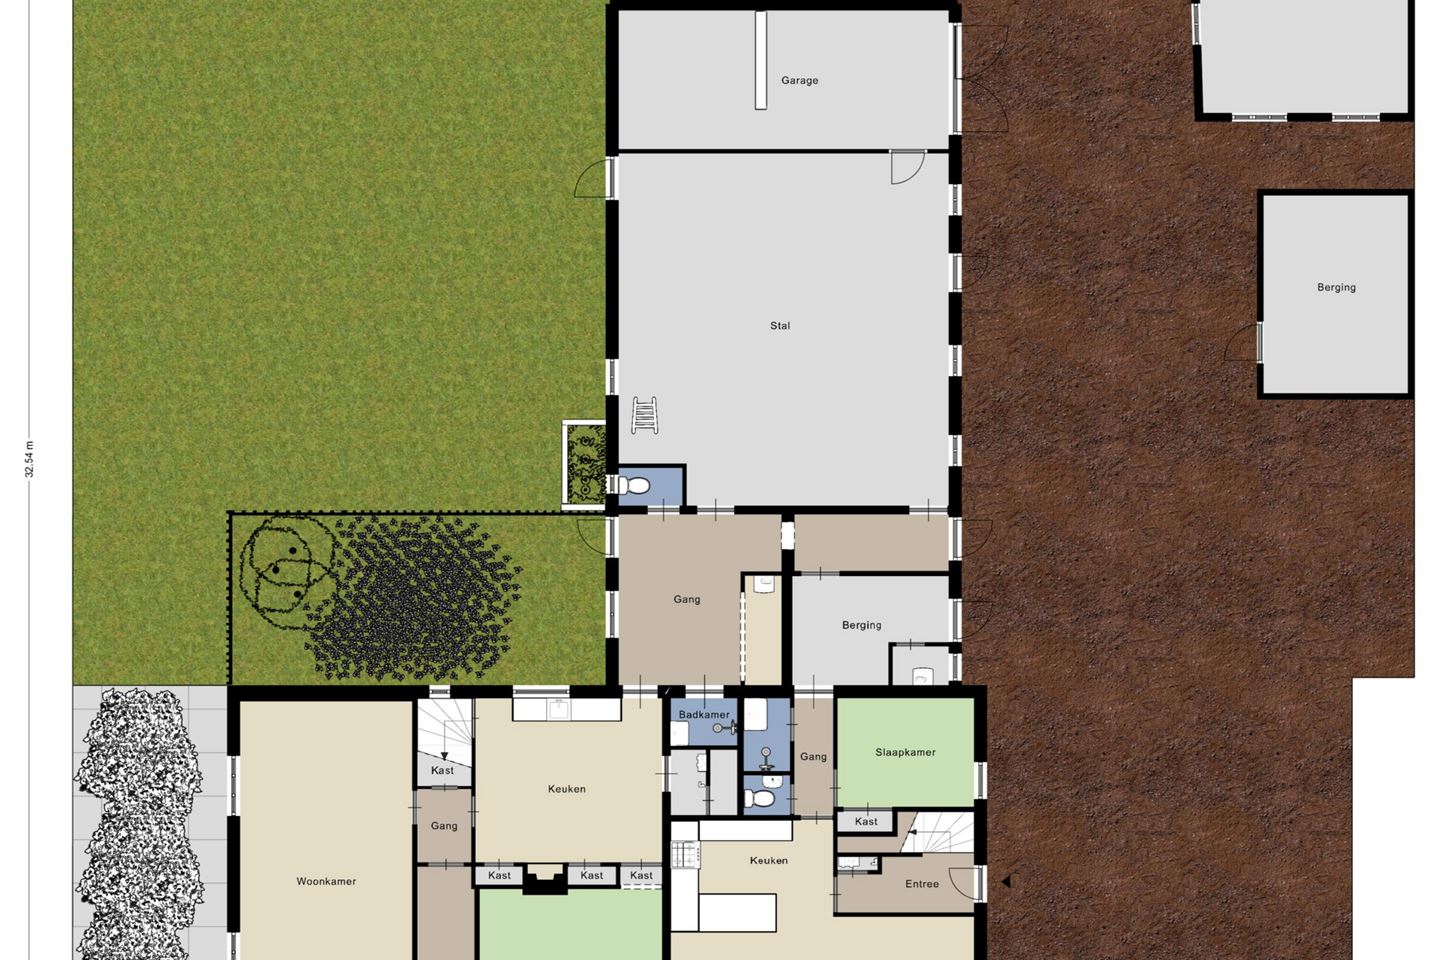 Garage
Berging
Stal
32.54 m
Gang
Berging
Badkamer
Gang
Slaapkamer
Kast
Keuken
Kast
Gang
Keuken
Kast
Kast
Kast
Woonkamer
Entree